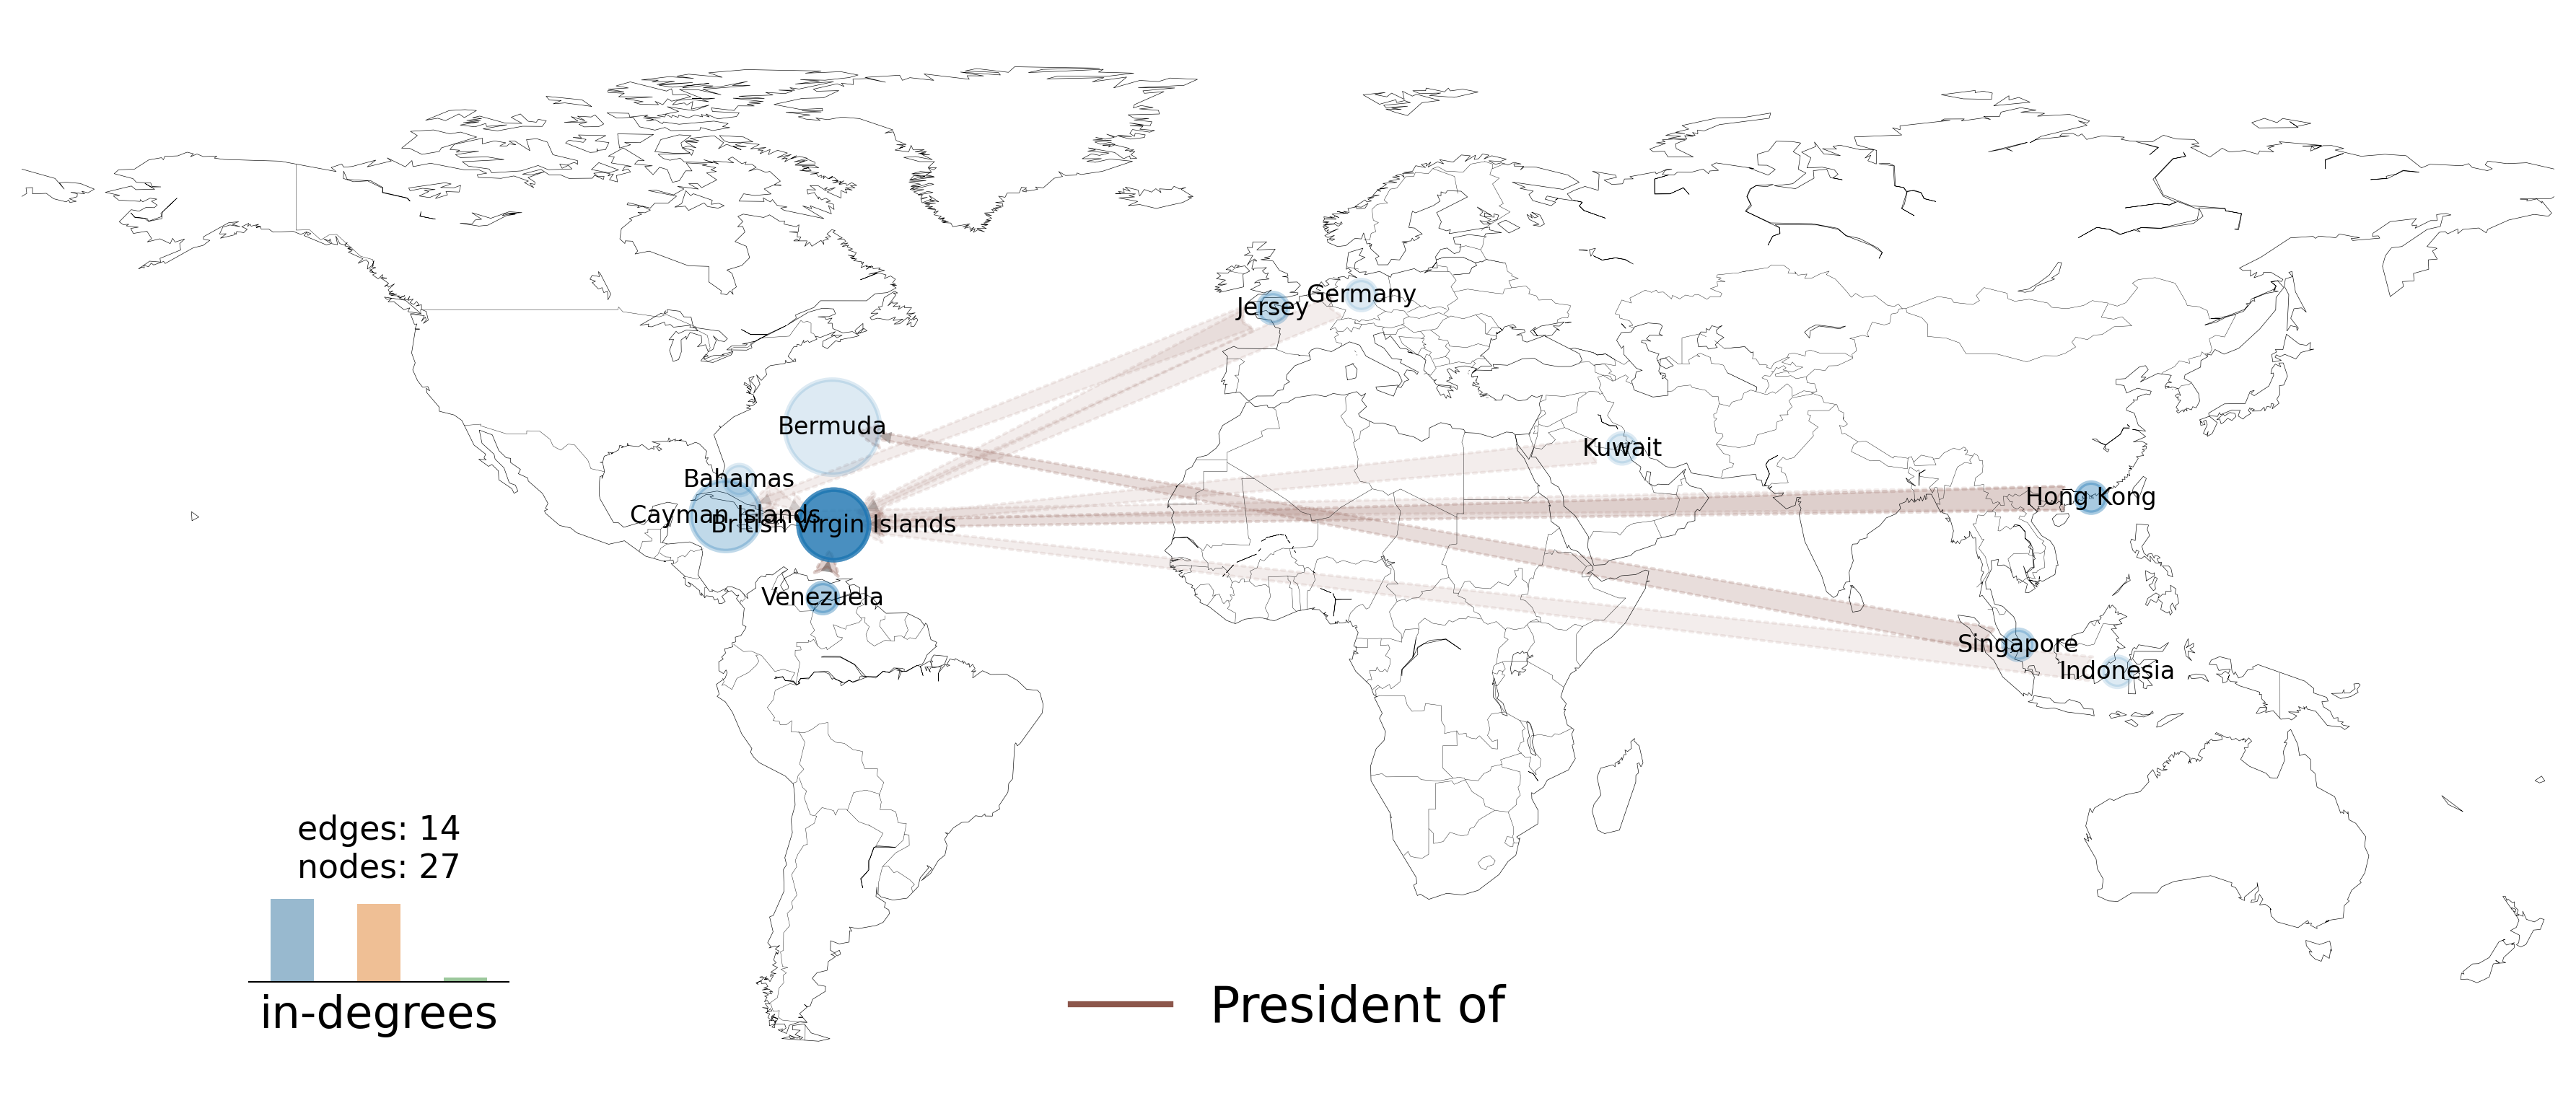 Jersey
Germany
Bermuda
Kuwait
Bahamas
Hong Kong
Cayman Islands
British Virgin Islands
Venezuela
Singapore
Indonesia
edges: 14
nodes: 27
in-degrees
President of